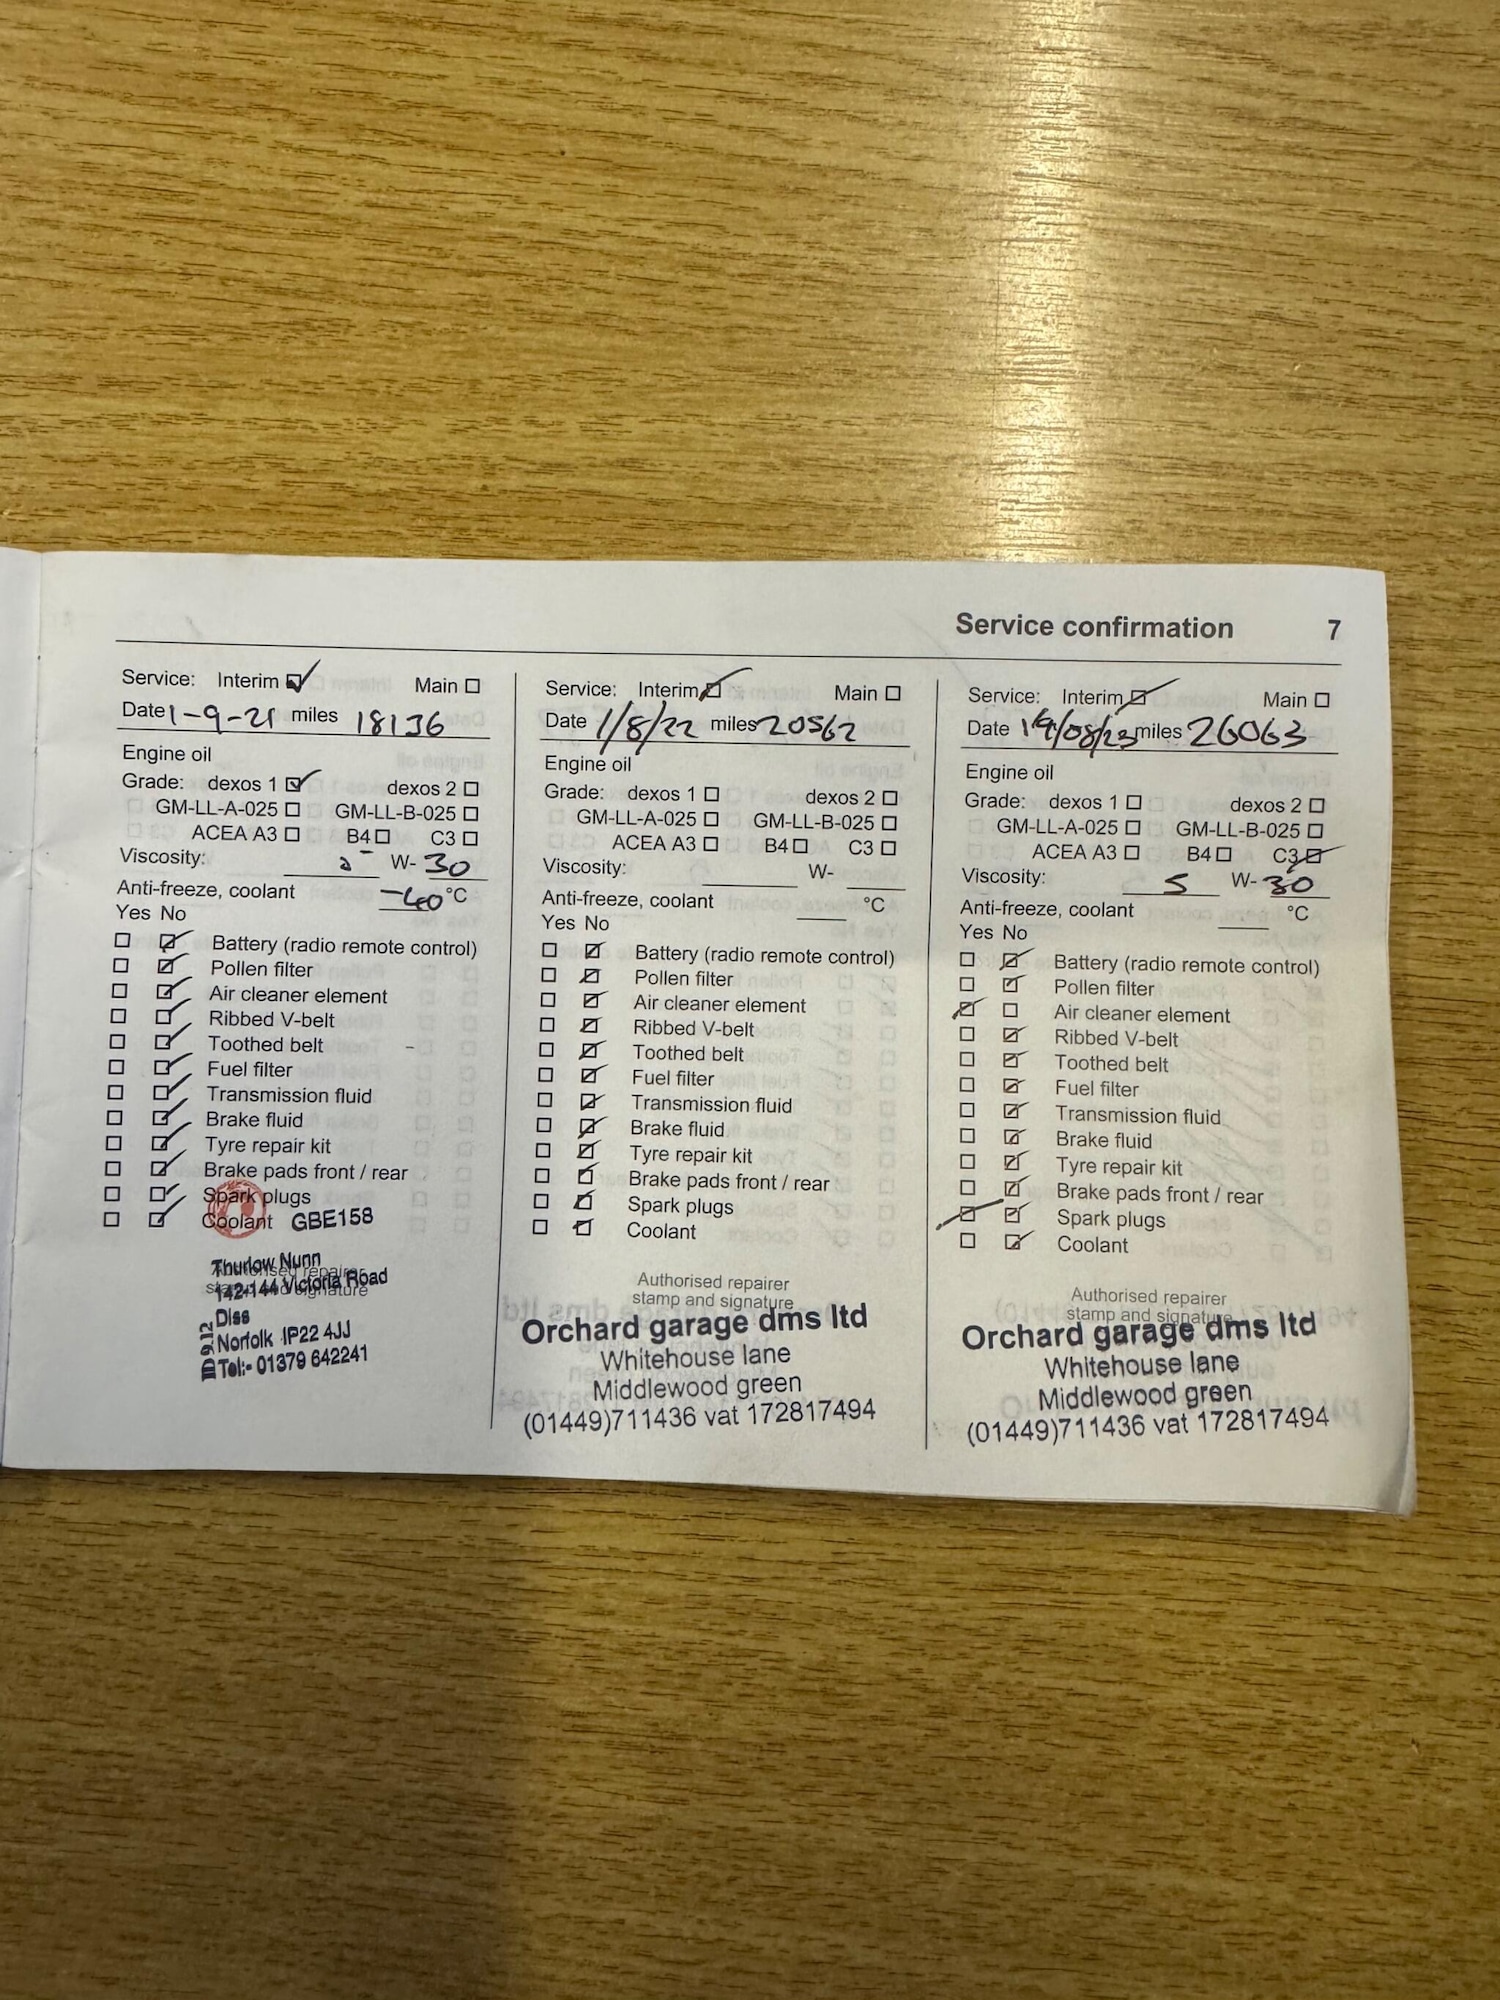 Service confirmation 7
Service: Interim Main
Date 1-9-21 miles 18136
Engine oil
Grade: dexos 1 dexos 2
GM-LL-A-025 GM-LL-B-025
ACEA A3 B4 C3
Viscosity: W- 30
Anti-freeze, coolant -40 °C
Yes No
Battery (radio remote control)
Pollen filter
Air cleaner element
Ribbed V-belt
Toothed belt
Fuel filter
Transmission fluid
Brake fluid
Tyre repair kit
Brake pads front / rear
Spark plugs
Coolant GBE158
Authorised repairer
stamp and signature
Thurlow Nunn
142-144 Victoria Road
Diss
Norfolk IP22 4JJ
Tel:- 01379 642241
Service: Interim Main
Date 1/8/22 miles 20562
Engine oil
Grade: dexos 1 dexos 2
GM-LL-A-025 GM-LL-B-025
ACEA A3 B4 C3
Viscosity: W-
Anti-freeze, coolant °C
Yes No
Battery (radio remote control)
Pollen filter
Air cleaner element
Ribbed V-belt
Toothed belt
Fuel filter
Transmission fluid
Brake fluid
Tyre repair kit
Brake pads front / rear
Spark plugs
Coolant
Authorised repairer
stamp and signature
Orchard garage dms ltd
Whitehouse lane
Middlewood green
(01449)711436 vat 172817494
Service: Interim Main
Date 14/08/23 miles 26063
Engine oil
Grade: dexos 1 dexos 2
GM-LL-A-025 GM-LL-B-025
ACEA A3 B4 C3
Viscosity: 5 W- 30
Anti-freeze, coolant °C
Yes No
Battery (radio remote control)
Pollen filter
Air cleaner element
Ribbed V-belt
Toothed belt
Fuel filter
Transmission fluid
Brake fluid
Tyre repair kit
Brake pads front / rear
Spark plugs
Coolant
Authorised repairer
stamp and signature
Orchard garage dms ltd
Whitehouse lane
Middlewood green
(01449)711436 vat 172817494